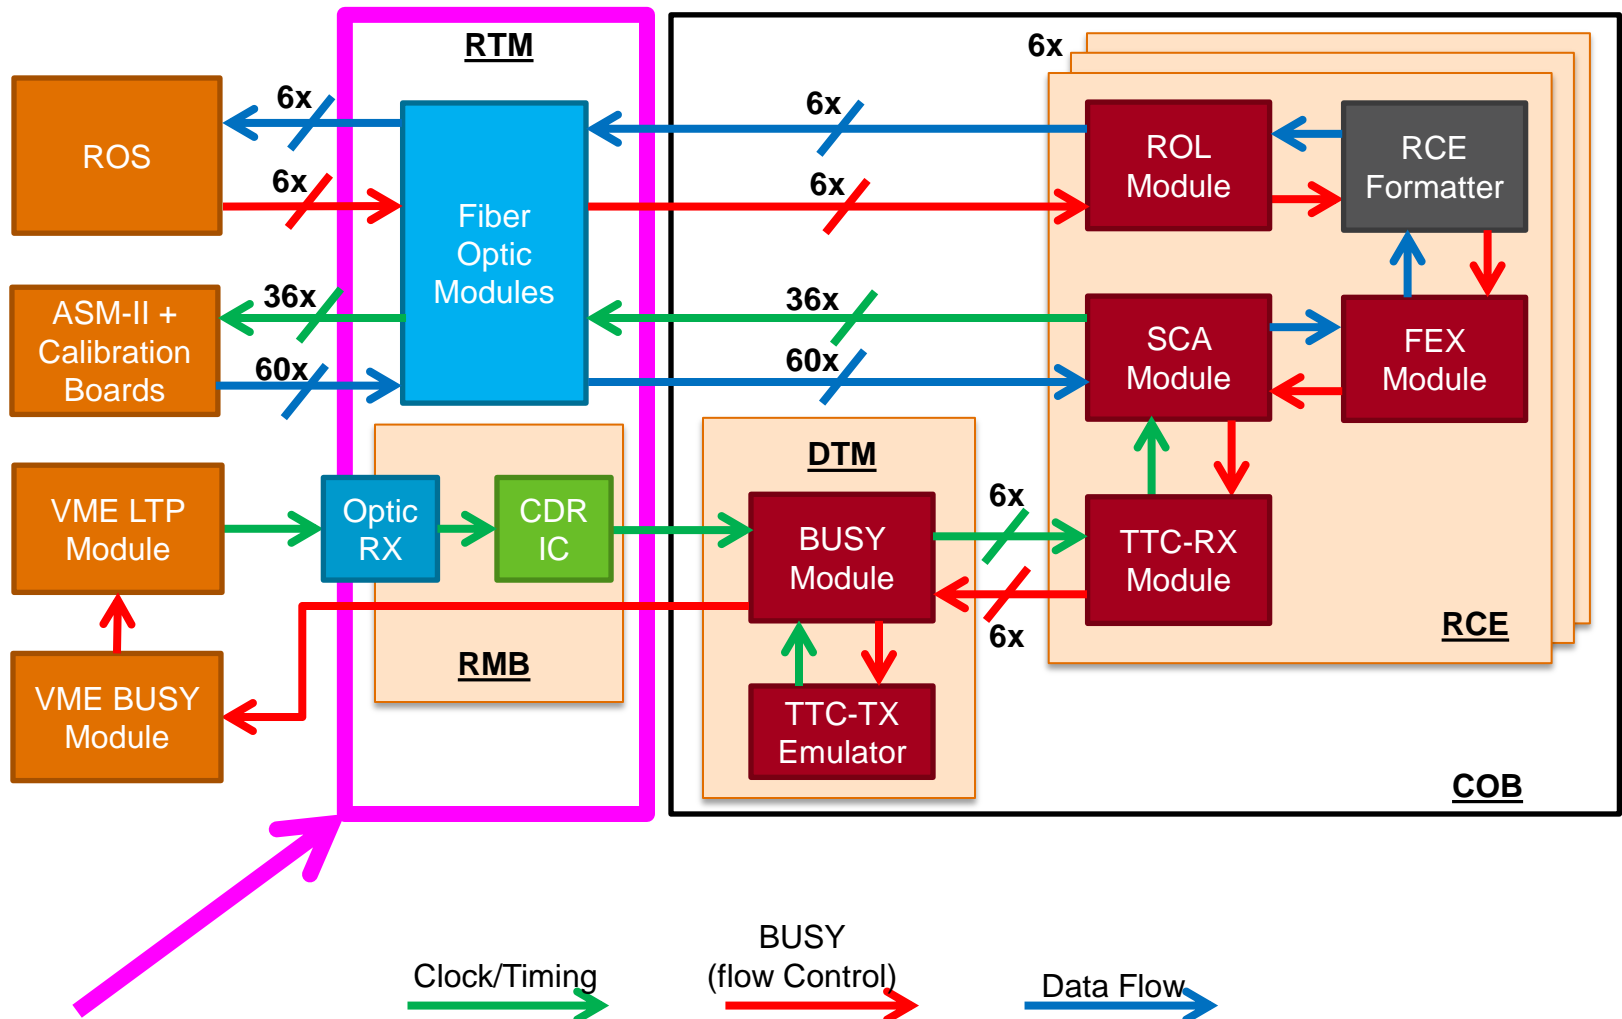 RTM
6x
6x
6x
ROS
ROL
Module
RCE
Formatter
6x
6x
Fiber
Optic
Modules
ASM-II +
Calibration
Boards
36x
60x
36x
60x
SCA
Module
FEX
Module
DTM
VME LTP
Module
Optic
RX
CDR
IC
BUSY
Module
6x
6x
TTC-RX
Module
RCE
RMB
VME BUSY
Module
TTC-TX
Emulator
COB
Clock/Timing
BUSY
(flow Control)
Data Flow